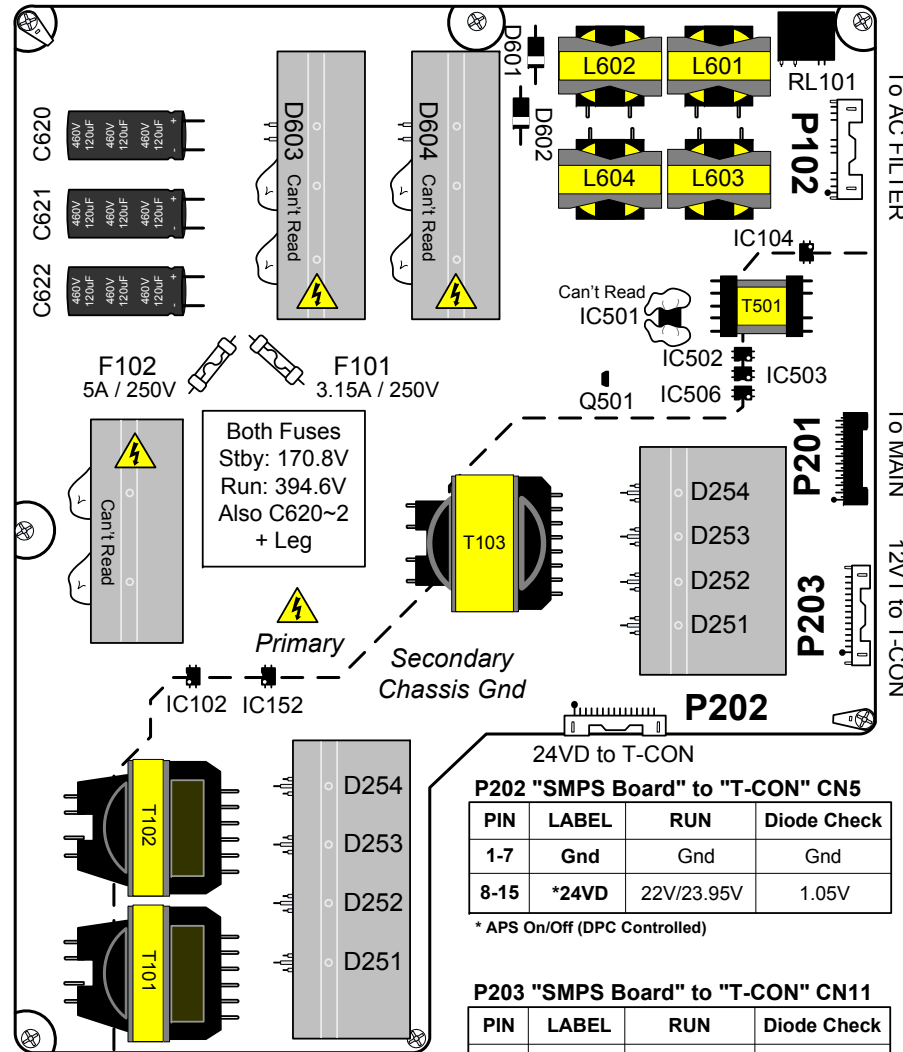 D601
D602
L602
L601
RL101
To AC FILTER
P102
L604
L603
C620
460V
120uF
460V
120uF
460V
120uF
+
-
C621
460V
120uF
460V
120uF
460V
120uF
+
-
C622
460V
120uF
460V
120uF
460V
120uF
+
-
D603
Can't Read
D604
Can't Read
IC104
Can't Read
IC501
T501
IC502
IC503
IC506
Q501
F102
5A / 250V
F101
3.15A / 250V
Both Fuses
Stby: 170.8V
Run: 394.6V
Also C620~2
+ Leg
Can't Read
Primary
Secondary
Chassis Gnd
T103
D254
D253
D252
D251
P201
To MAIN
P203
12VT to T-CON
IC102
IC152
P202
24VD to T-CON
T102
T101
D254
D253
D252
D251
P202 "SMPS Board" to "T-CON" CN5
PIN LABEL RUN Diode Check
1-7 Gnd Gnd Gnd
8-15 *24VD 22V/23.95V 1.05V
* APS On/Off (DPC Controlled)
P203 "SMPS Board" to "T-CON" CN11
PIN LABEL RUN Diode Check